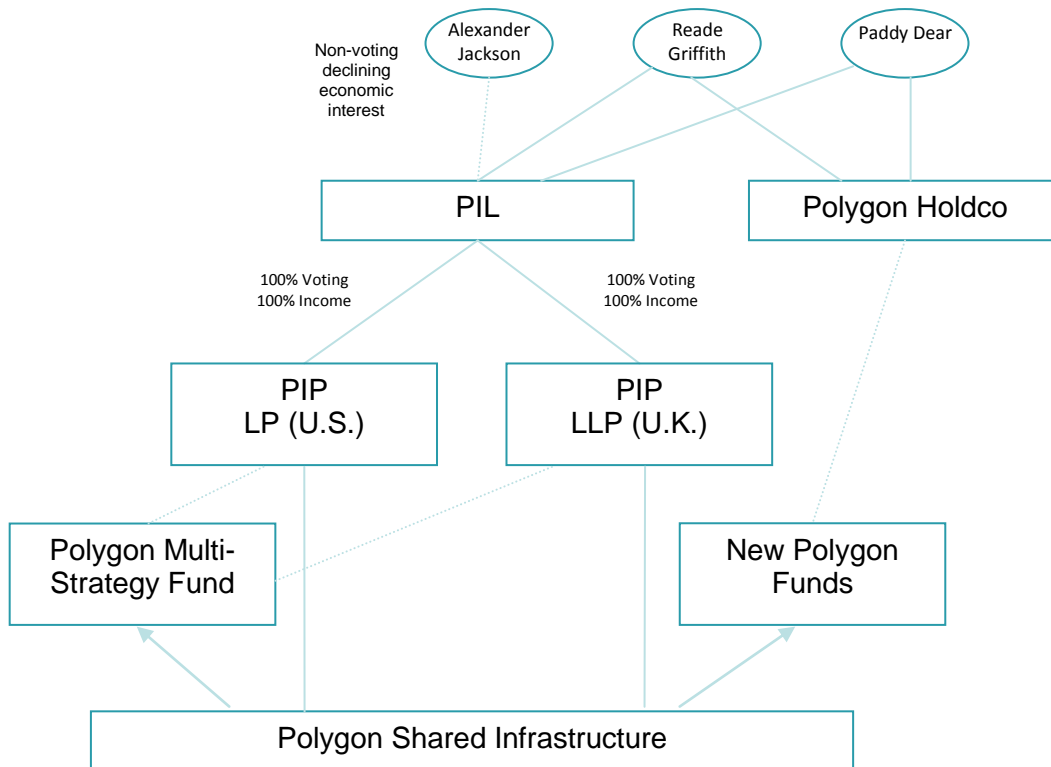 Alexander
Jackson
Reade
Griffith
Paddy Dear
Non-voting
declining
economic
interest
PIL
Polygon Holdco
100% Voting
100% Income
100% Voting
100% Income
PIP
LP (U.S.)
PIP
LLP (U.K.)
Polygon Multi-
Strategy Fund
New Polygon
Funds
Polygon Shared Infrastructure